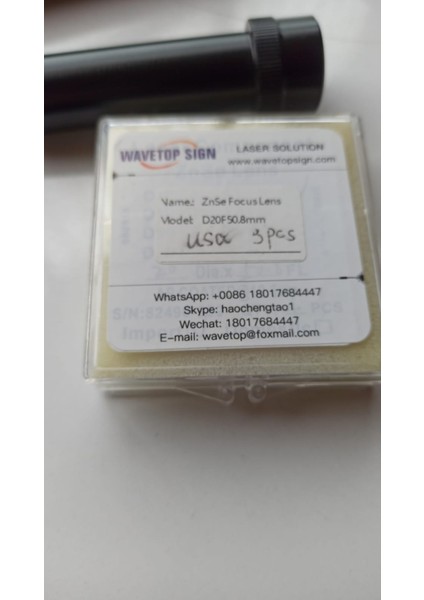 WAVETOP SIGN
LASER SOLUTION
www.wavetopsign.com
Name: ZnSe Focus Lens
Model: D20F50.8mm
USA 3pcs
WhatsApp: +0086 18017684447
Skype: haochengtao1
Wechat: 18017684447
E-mail: wavetop@foxmail.com